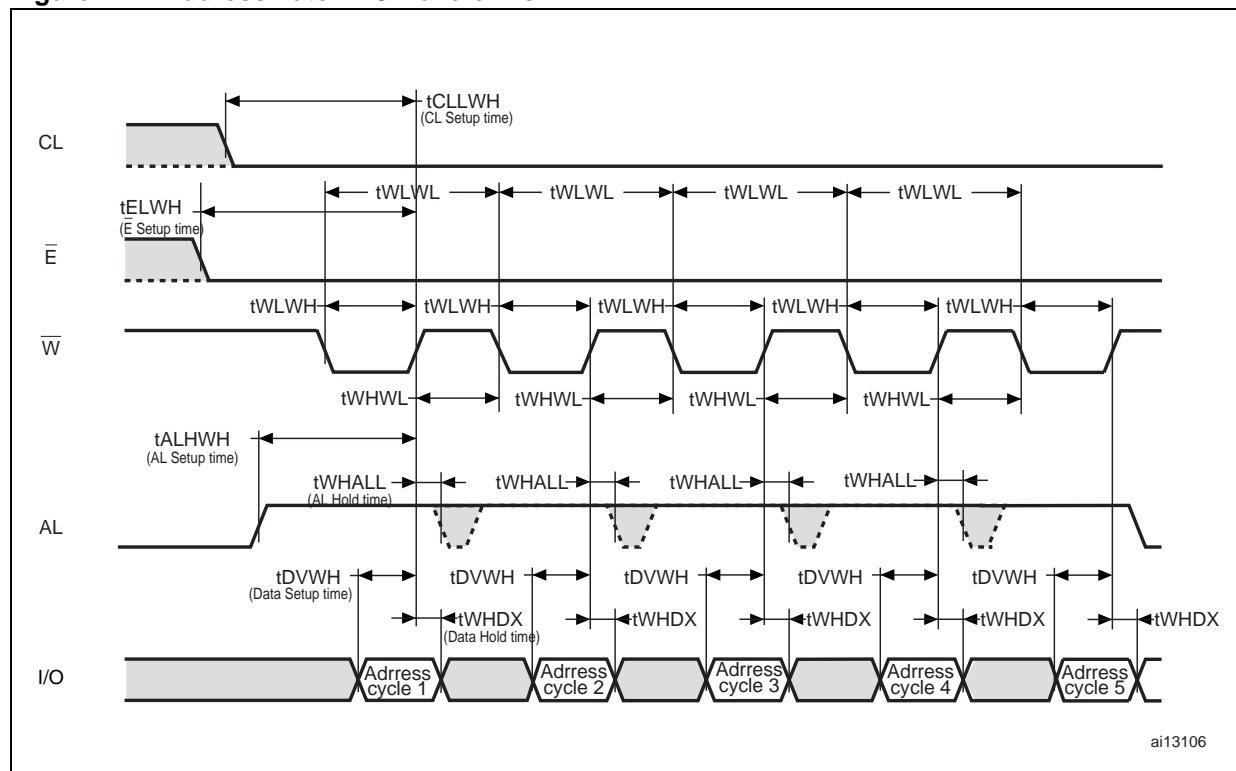 tCLLWH
(CL Setup time)
CL
tWLWL tWLWL tWLWL tWLWL
tELWH
(E̅ Setup time)
E̅
tWLWH tWLWH tWLWH tWLWH tWLWH
W̅
tWHWL tWHWL tWHWL tWHWL
tALHWH
(AL Setup time)
tWHALL tWHALL tWHALL tWHALL
(AL Hold time)
AL
tDVWH tDVWH tDVWH tDVWH tDVWH
(Data Setup time)
tWHDX tWHDX tWHDX tWHDX tWHDX
(Data Hold time)
I/O
Adrress Adrress Adrress Adrress Adrress
cycle 1 cycle 2 cycle 3 cycle 4 cycle 5
ai13106